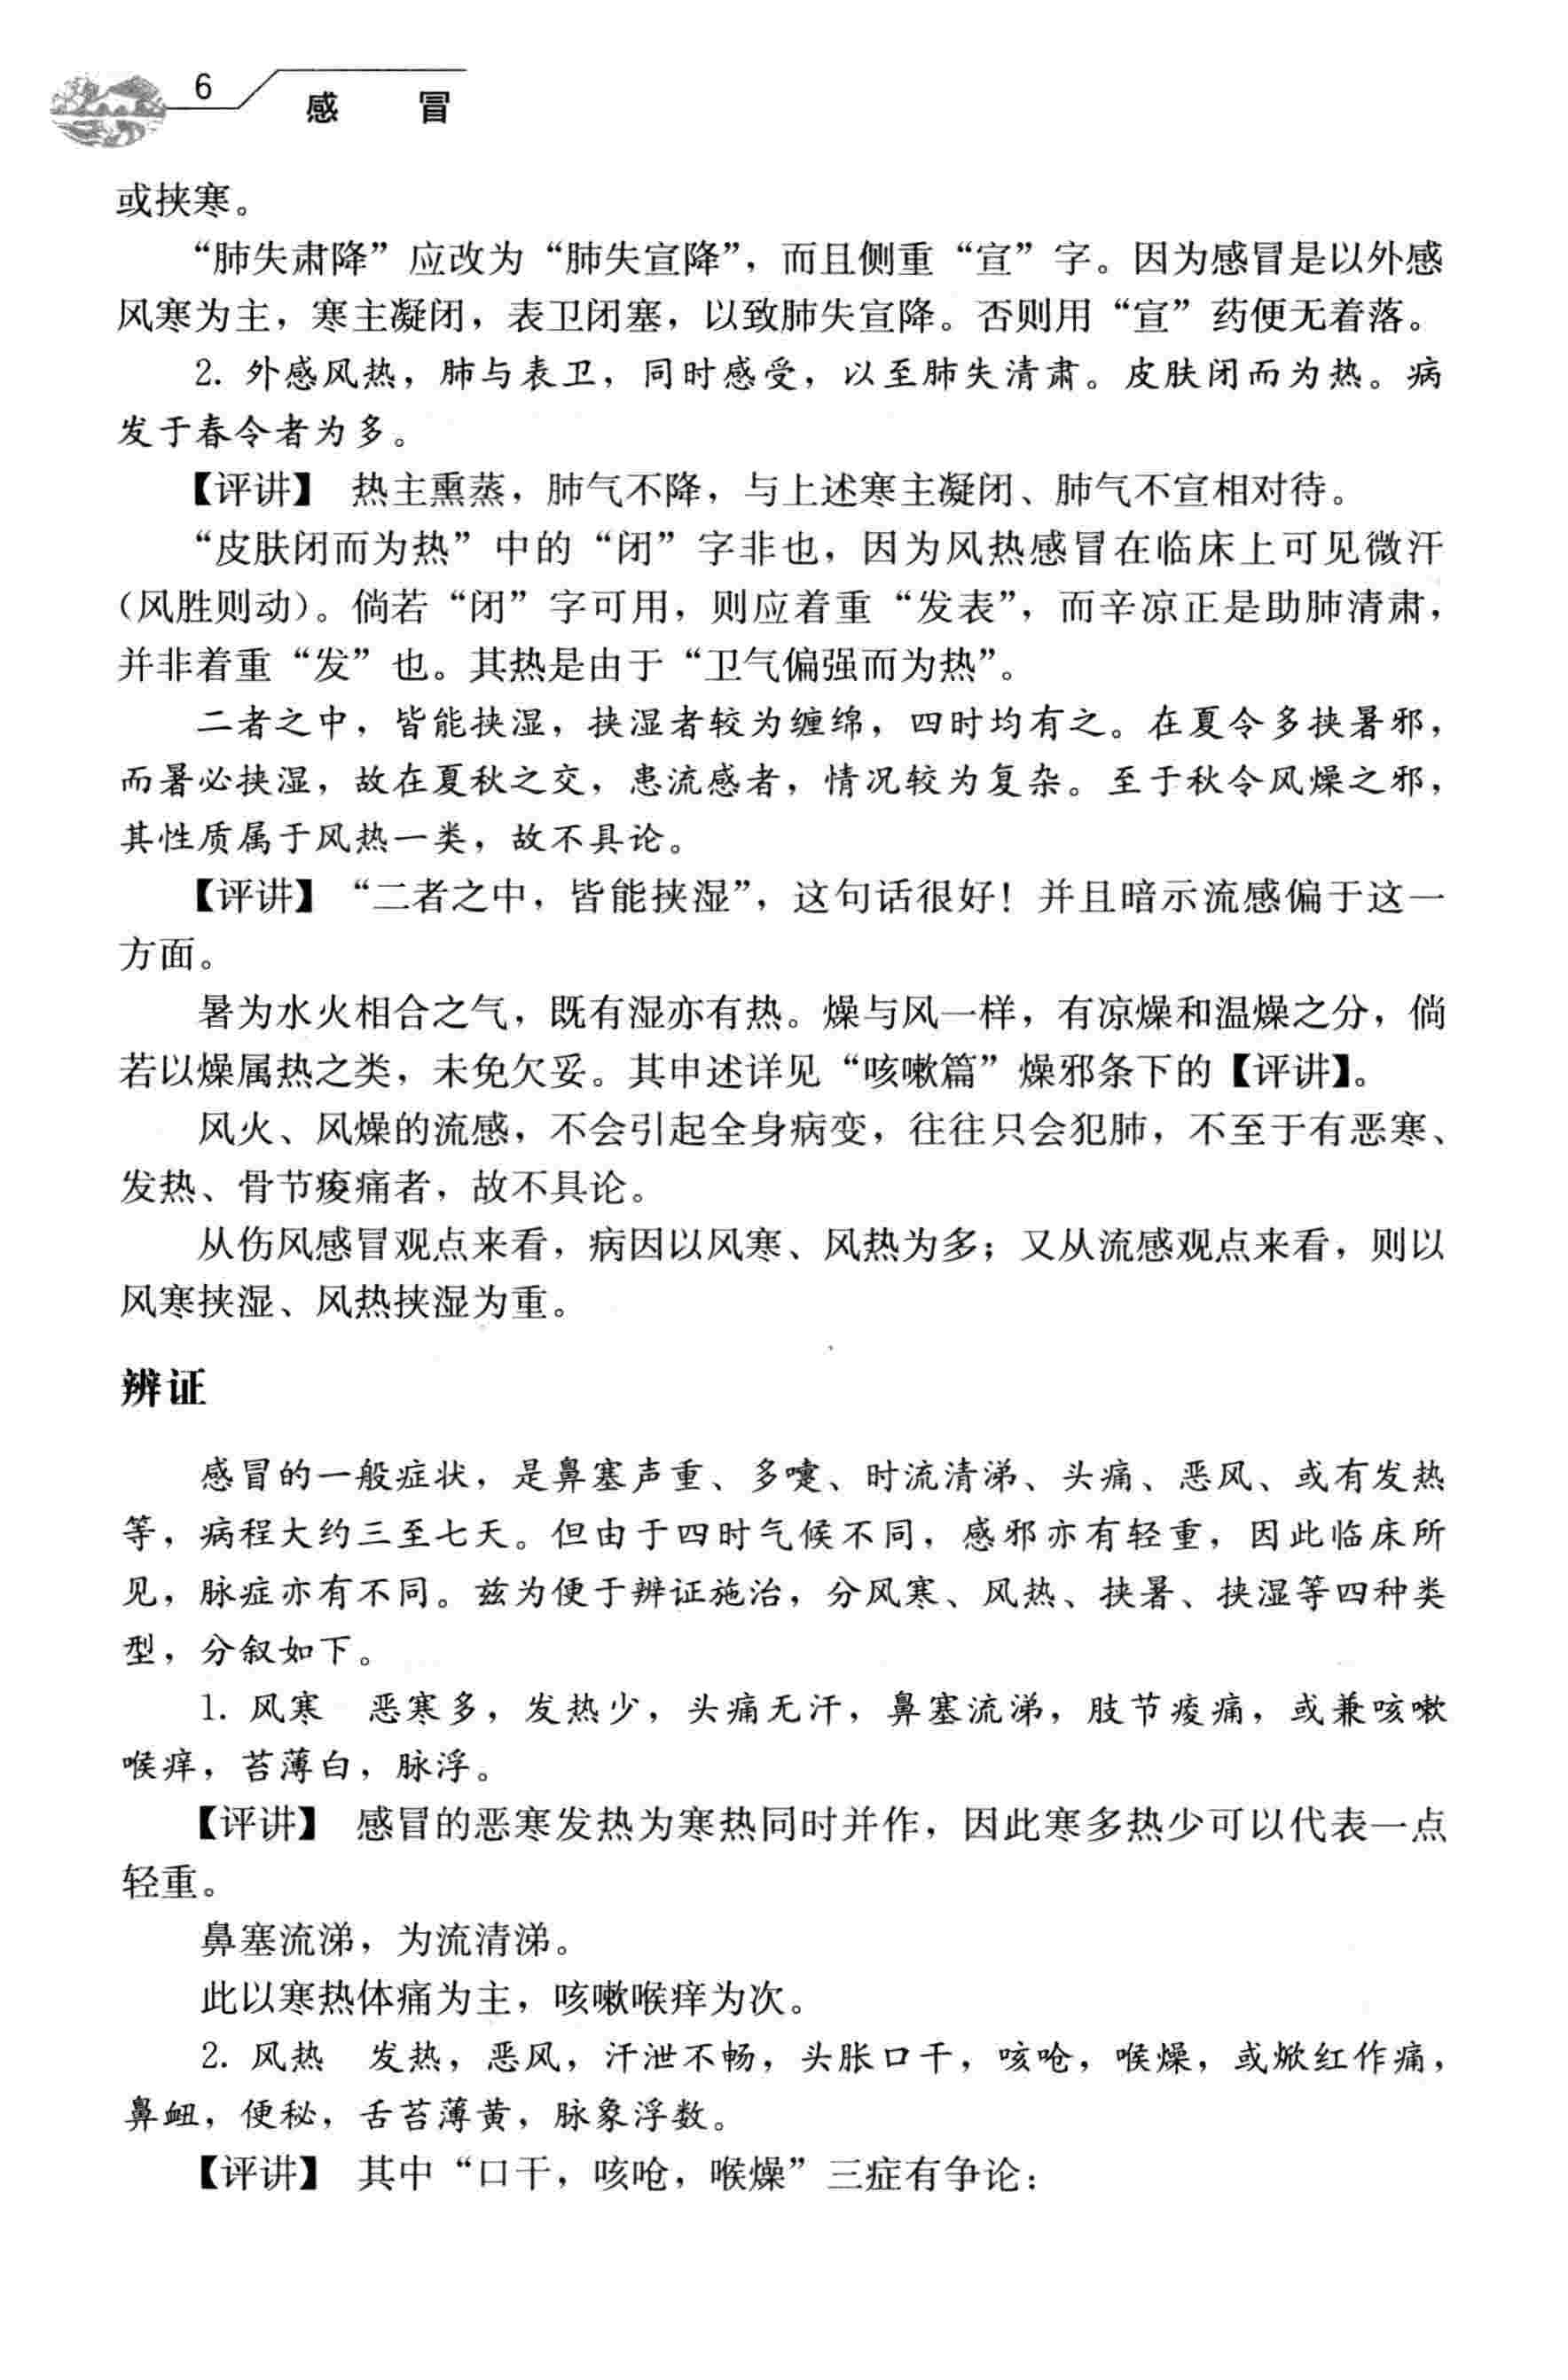 6
感 冒
或挟寒。
“肺失肃降”应改为“肺失宣降”，而且侧重“宣”字。因为感冒是以外感
风寒为主，寒主凝闭，表卫闭塞，以致肺失宣降。否则用“宣”药便无着落。
2. 外感风热，肺与表卫，同时感受，以至肺失清肃。皮肤闭而为热。病
发于春令者为多。
【评讲】 热主熏蒸，肺气不降，与上述寒主凝闭、肺气不宣相对待。
“皮肤闭而为热”中的“闭”字非也，因为风热感冒在临床上可见微汗
（风胜则动）。倘若“闭”字可用，则应着重“发表”，而辛凉正是助肺清肃，
并非着重“发”也。其热是由于“卫气偏强而为热”。
二者之中，皆能挟湿，挟湿者较为缠绵，四时均有之。在夏令多挟暑邪，
而暑必挟湿，故在夏秋之交，患流感者，情况较为复杂。至于秋令风燥之邪，
其性质属于风热一类，故不具论。
【评讲】 “二者之中，皆能挟湿”，这句话很好！并且暗示流感偏于这一
方面。
暑为水火相合之气，既有湿亦有热。燥与风一样，有凉燥和温燥之分，倘
若以燥属热之类，未免欠妥。其申述详见“咳嗽篇”燥邪条下的【评讲】。
风火、风燥的流感，不会引起全身病变，往往只会犯肺，不至于有恶寒、
发热、骨节痠痛者，故不具论。
从伤风感冒观点来看，病因以风寒、风热为多；又从流感观点来看，则以
风寒挟湿、风热挟湿为重。
辨证
感冒的一般症状，是鼻塞声重、多嚏、时流清涕、头痛、恶风、或有发热
等，病程大约三至七天。但由于四时气候不同，感邪亦有轻重，因此临床所
见，脉症亦有不同。兹为便于辨证施治，分风寒、风热、挟暑、挟湿等四种类
型，分叙如下。
1. 风寒 恶寒多，发热少，头痛无汗，鼻塞流涕，肢节痠痛，或兼咳嗽
喉痒，苔薄白，脉浮。
【评讲】 感冒的恶寒发热为寒热同时并作，因此寒多热少可以代表一点
轻重。
鼻塞流涕，为流清涕。
此以寒热体痛为主，咳嗽喉痒为次。
2. 风热 发热，恶风，汗泄不畅，头胀口干，咳呛，喉燥，或焮红作痛，
鼻衄，便秘，舌苔薄黄，脉象浮数。
【评讲】 其中“口干，咳呛，喉燥”三症有争论：